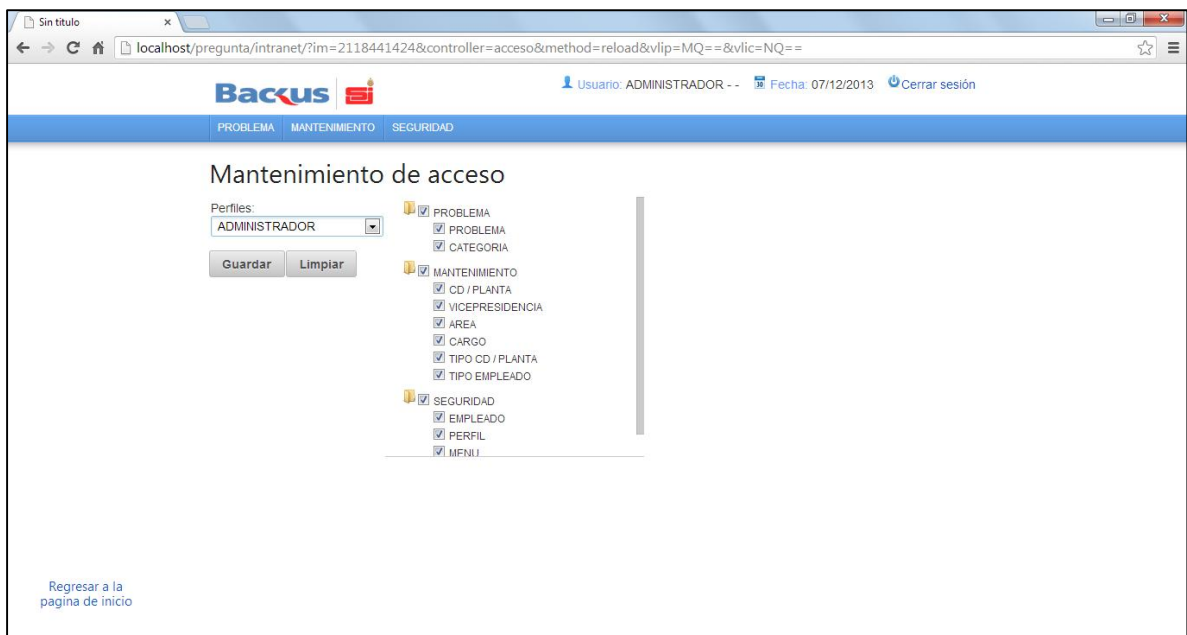 Sin titulo
localhost/pregunta/intranet/?im=2118441424&controller=acceso&method=reload&vlip=MQ==&vlic=NQ==
Backus si
Usuario: ADMINISTRADOR - - Fecha: 07/12/2013 Cerrar sesión
PROBLEMA MANTENIMIENTO SEGURIDAD
Mantenimiento de acceso
Perfiles:
ADMINISTRADOR
Guardar Limpiar
PROBLEMA
PROBLEMA
CATEGORIA
MANTENIMIENTO
CD / PLANTA
VICEPRESIDENCIA
AREA
CARGO
TIPO CD / PLANTA
TIPO EMPLEADO
SEGURIDAD
EMPLEADO
PERFIL
MENU
Regresar a la
pagina de inicio